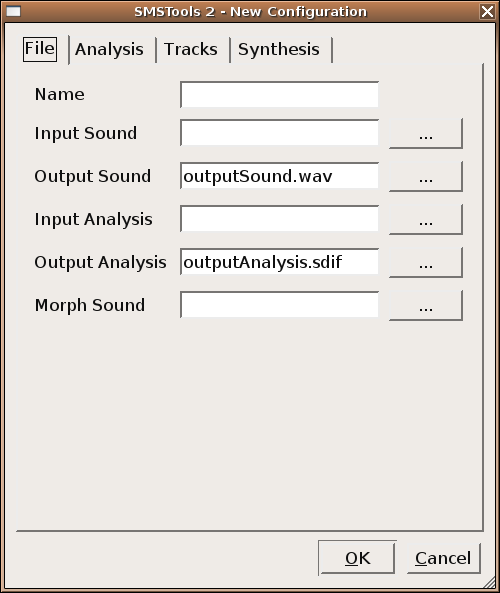 SMSTools 2 - New Configuration
File Analysis Tracks Synthesis
Name
Input Sound ...
Output Sound outputSound.wav ...
Input Analysis ...
Output Analysis outputAnalysis.sdif ...
Morph Sound ...
OK Cancel